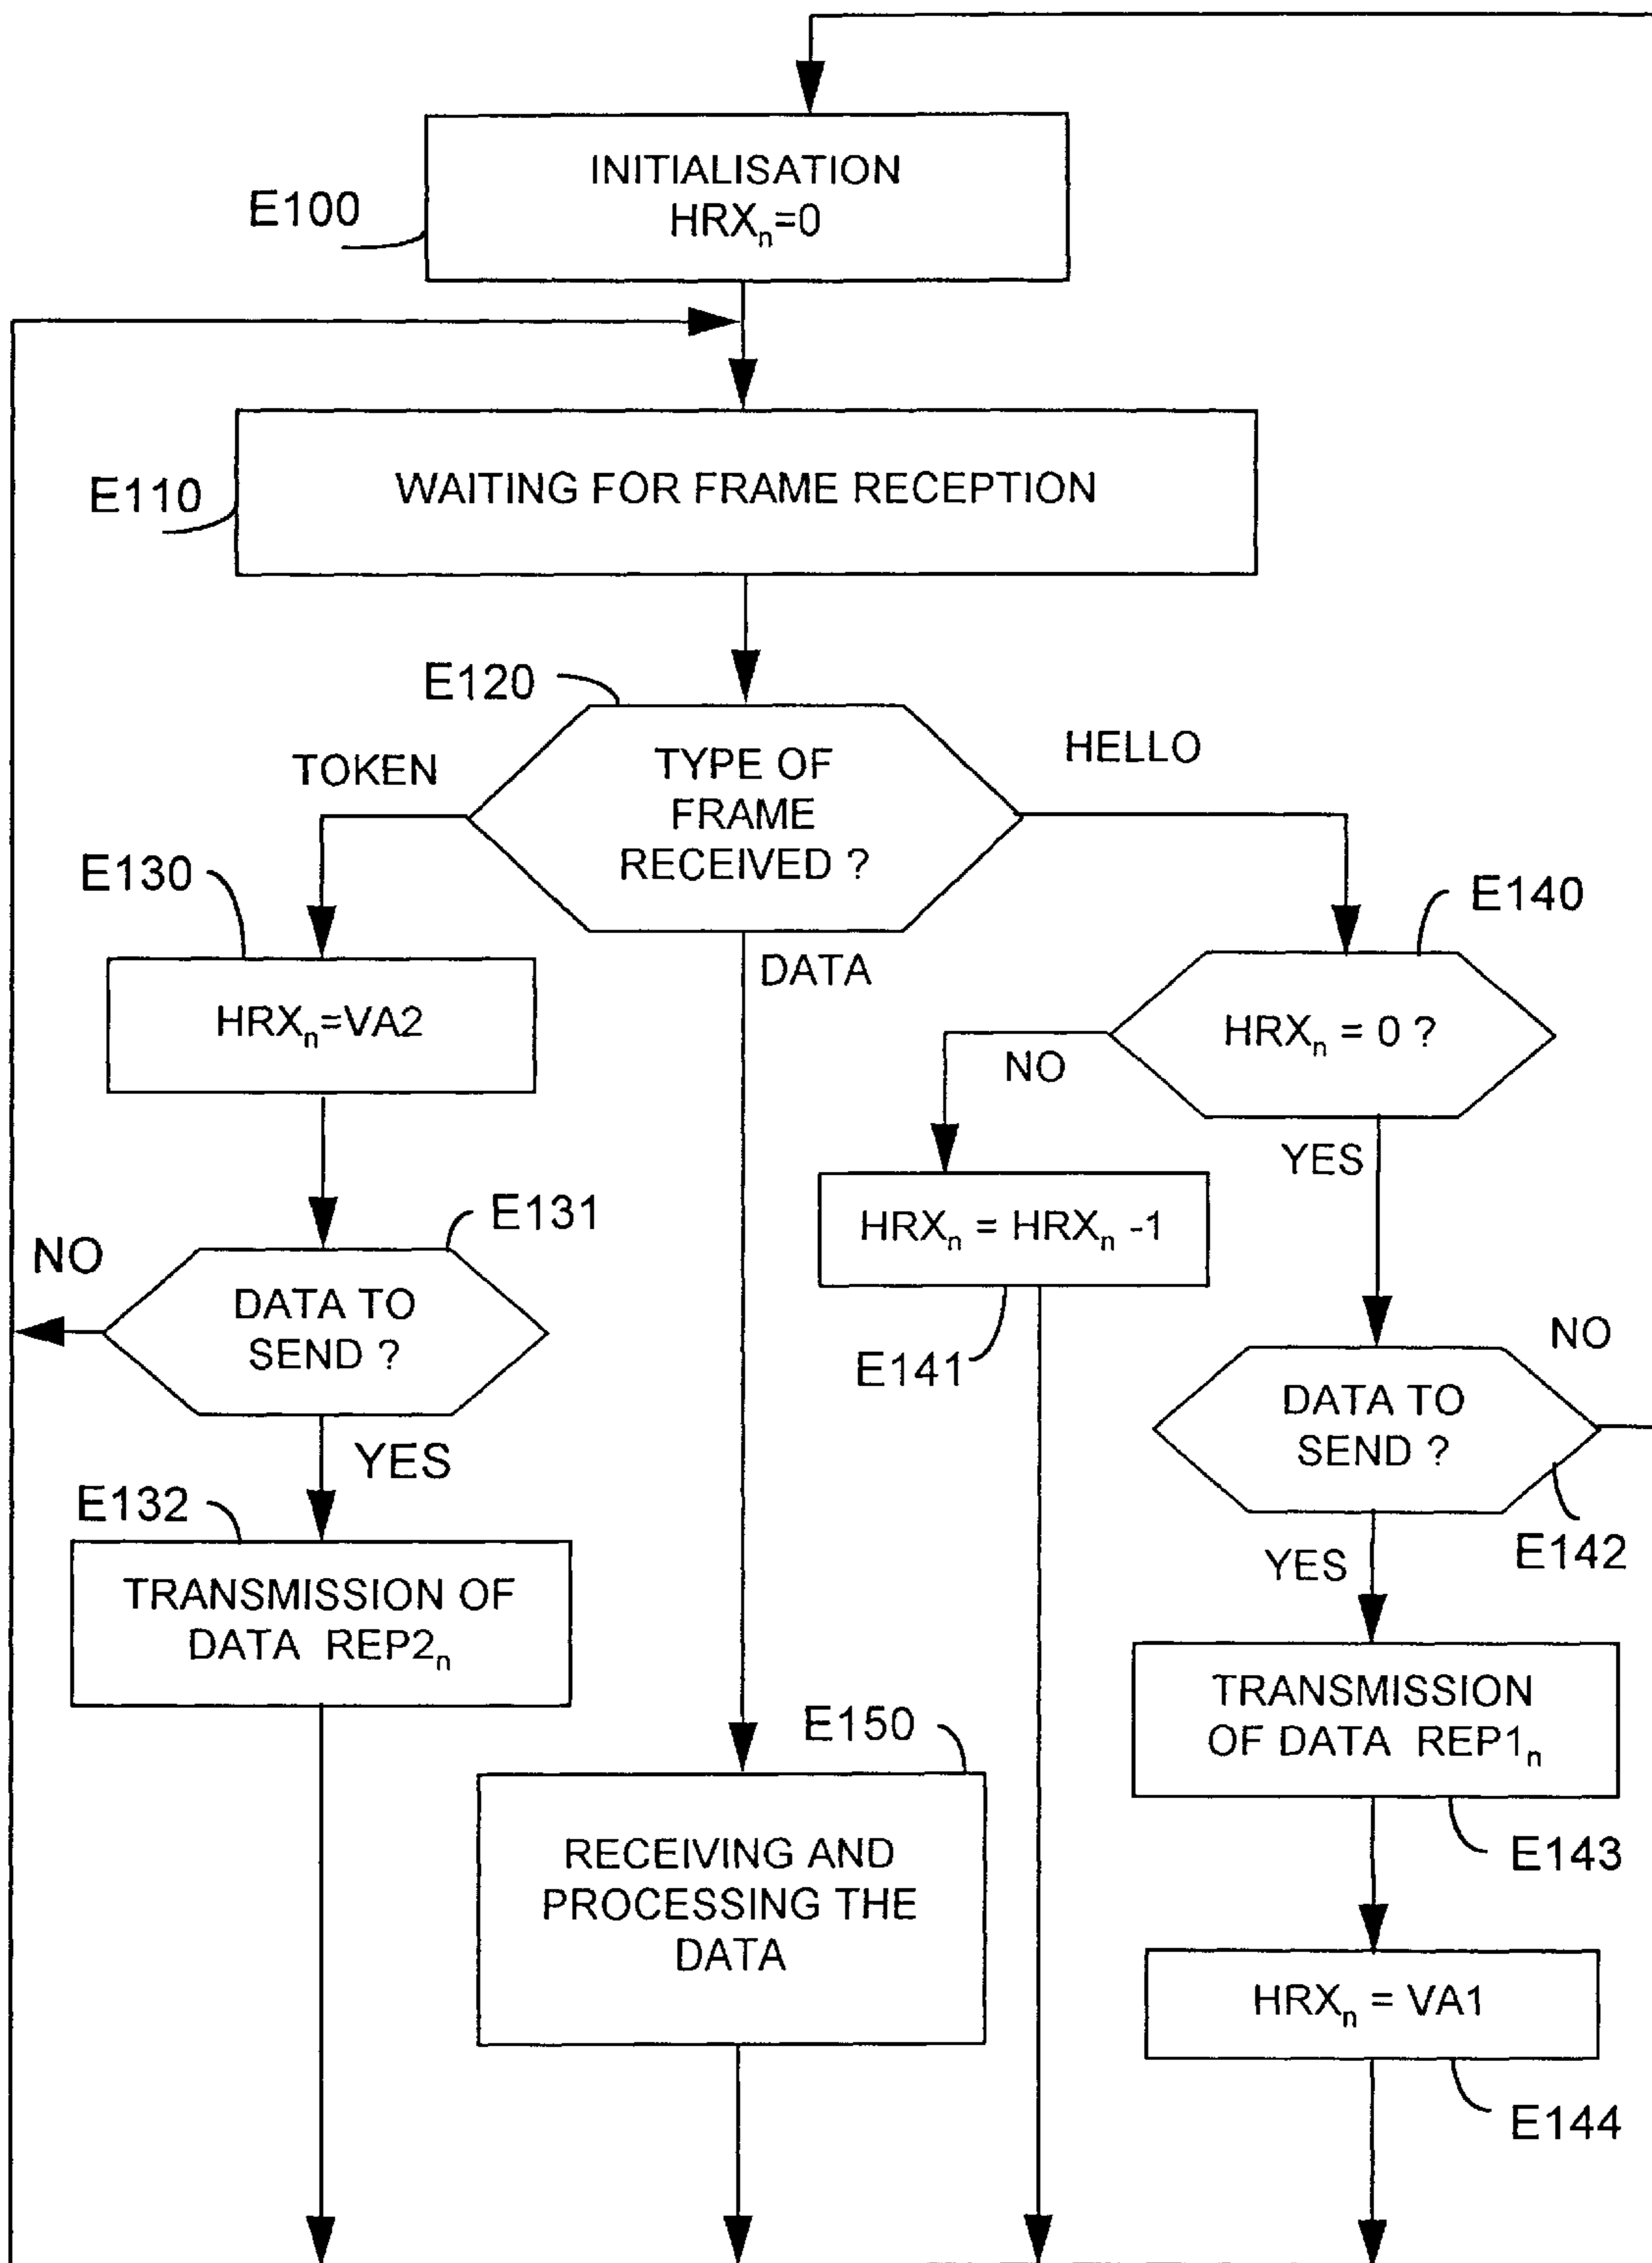 INITIALISATION
HRXn=0
E100
WAITING FOR FRAME RECEPTION
E110
E120
TYPE OF
FRAME
RECEIVED ?
TOKEN
HELLO
DATA
E130
HRXn=VA2
E140
HRXn = 0 ?
NO
YES
E131
NO
DATA TO
SEND ?
YES
HRXn = HRXn -1
E141
NO
DATA TO
SEND ?
E142
YES
E132
TRANSMISSION OF
DATA REP2n
TRANSMISSION
OF DATA REP1n
E143
E150
RECEIVING AND
PROCESSING THE
DATA
HRXn = VA1
E144